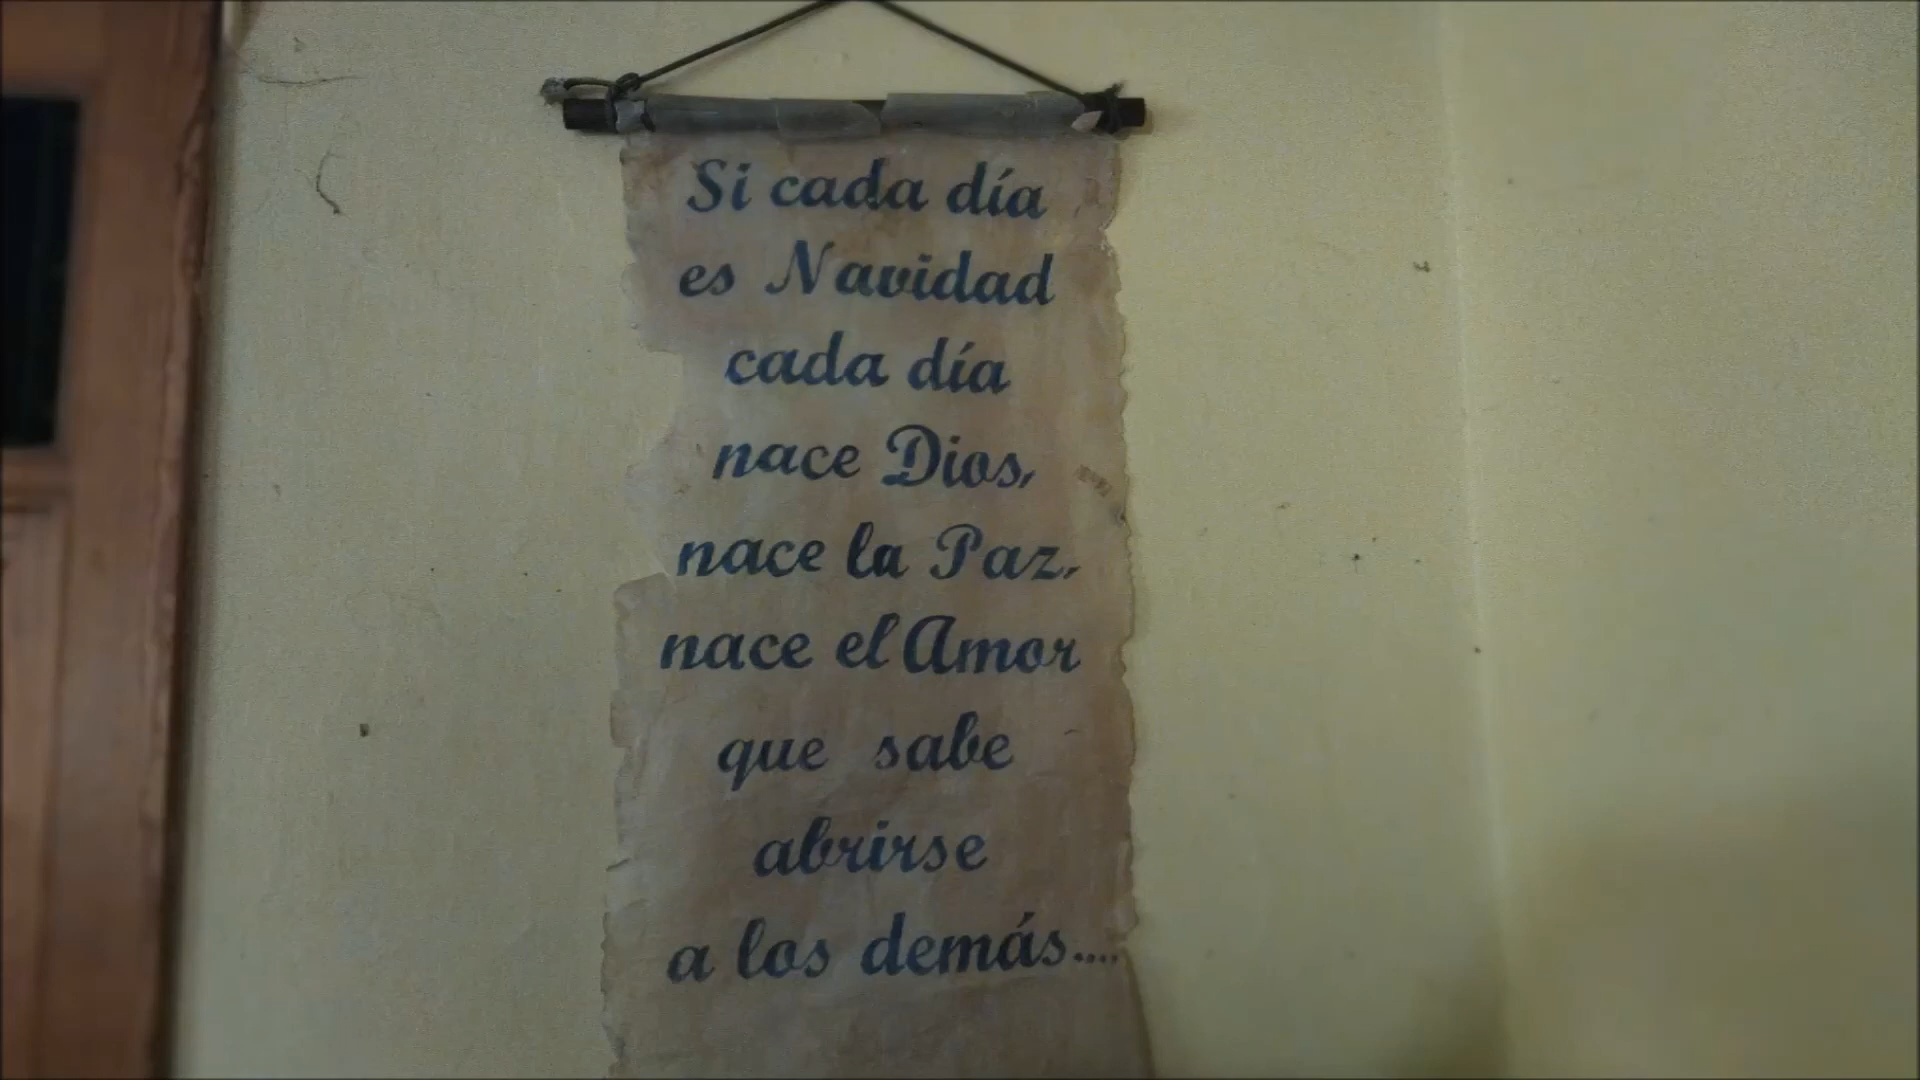 Si cada día
es Navidad
cada día
nace Dios,
nace la Paz,
nace el Amor
que sabe
abrirse
a los demás....